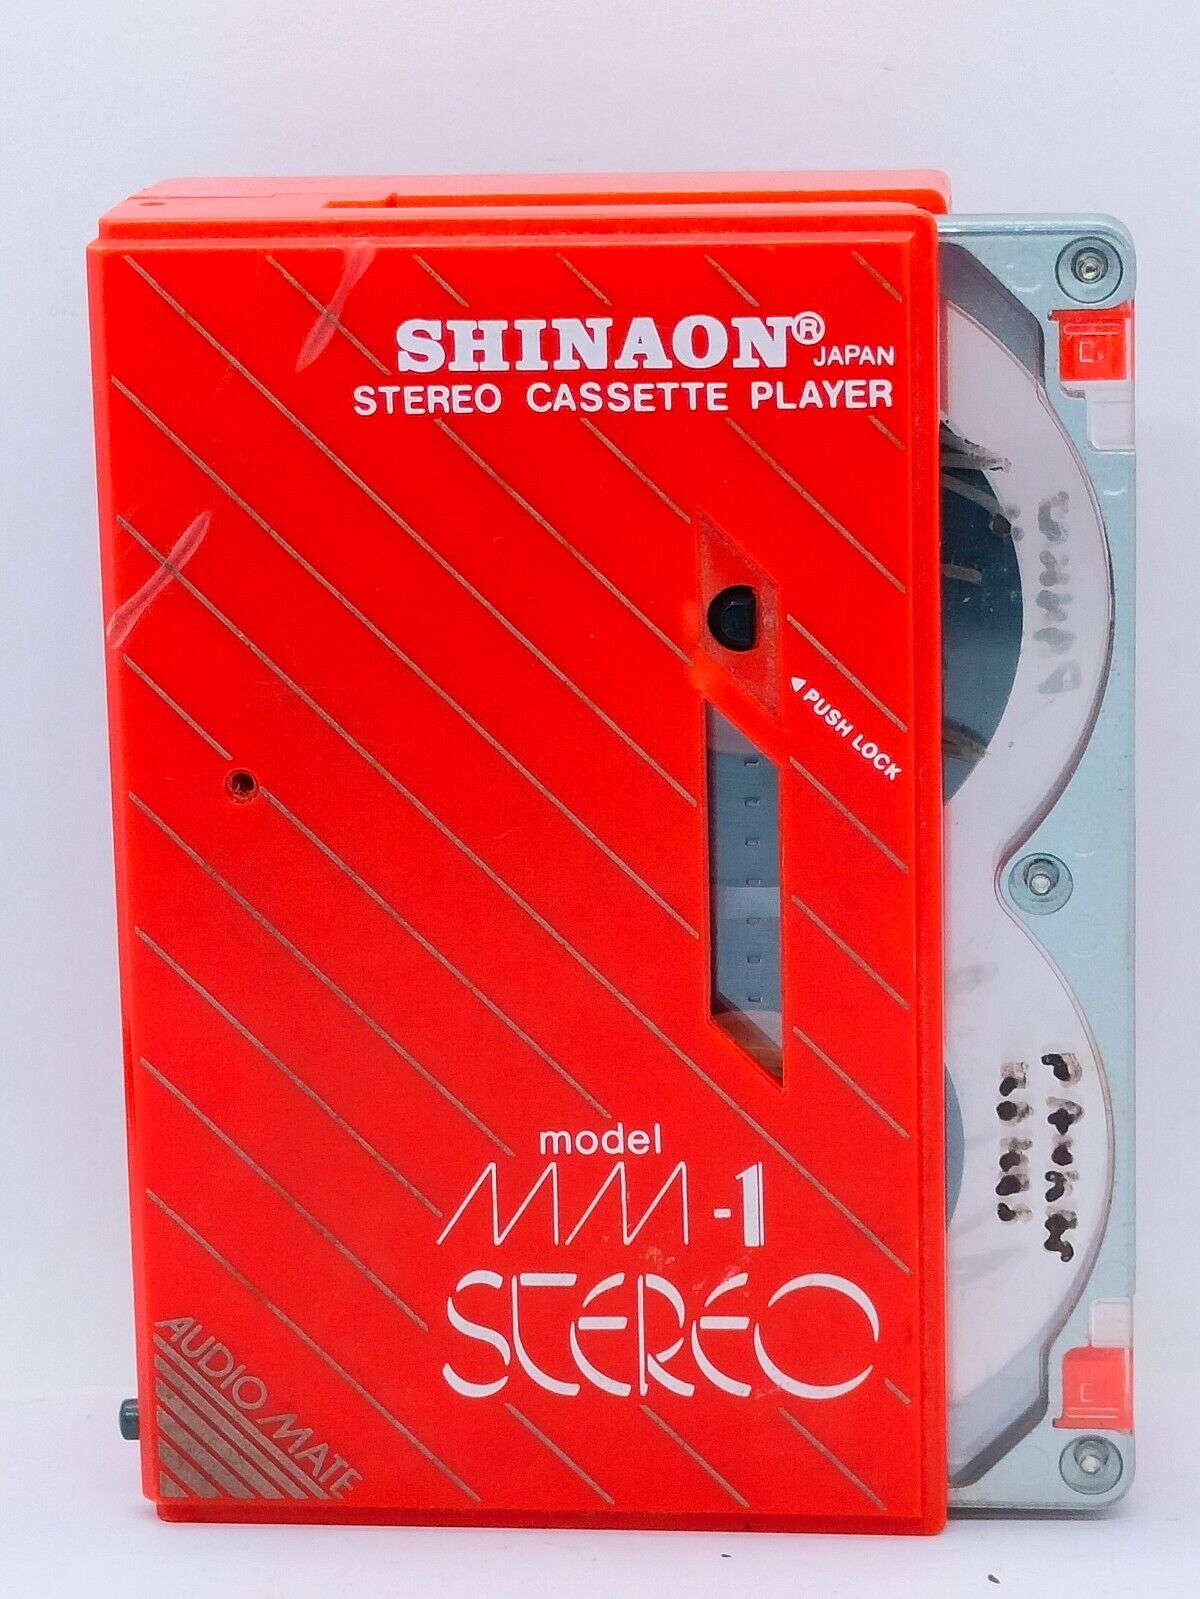 SHINAON® JAPAN
STEREO CASSETTE PLAYER
◀ PUSH LOCK
model
MM-1
STEREO
AUDIO MATE